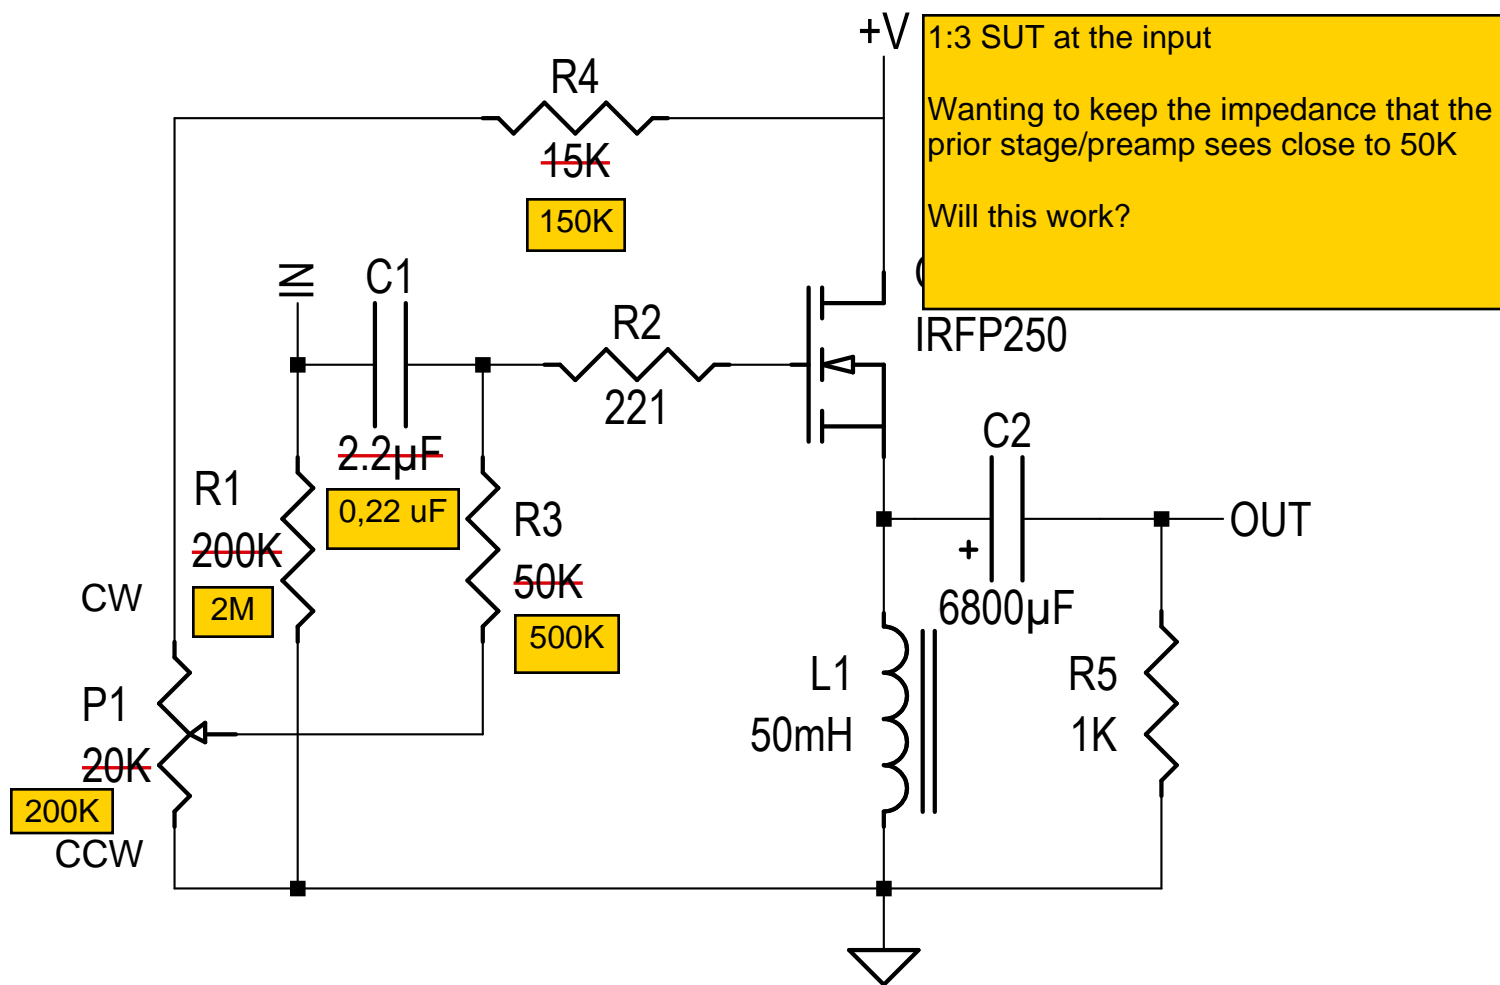 +V
1:3 SUT at the input
Wanting to keep the impedance that the
prior stage/preamp sees close to 50K
Will this work?
R4
15K
150K
IN
C1
R2
221
IRFP250
2.2µF
0,22 uF
R1
200K
2M
R3
50K
500K
C2
+
6800µF
OUT
CW
P1
20K
200K
CCW
L1
50mH
R5
1K